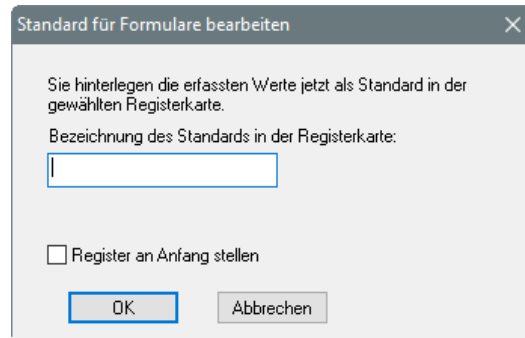 Standard für Formulare bearbeiten
Sie hinterlegen die erfassten Werte jetzt als Standard in der
gewählten Registerkarte.
Bezeichnung des Standards in der Registerkarte:
Register an Anfang stellen
OK Abbrechen